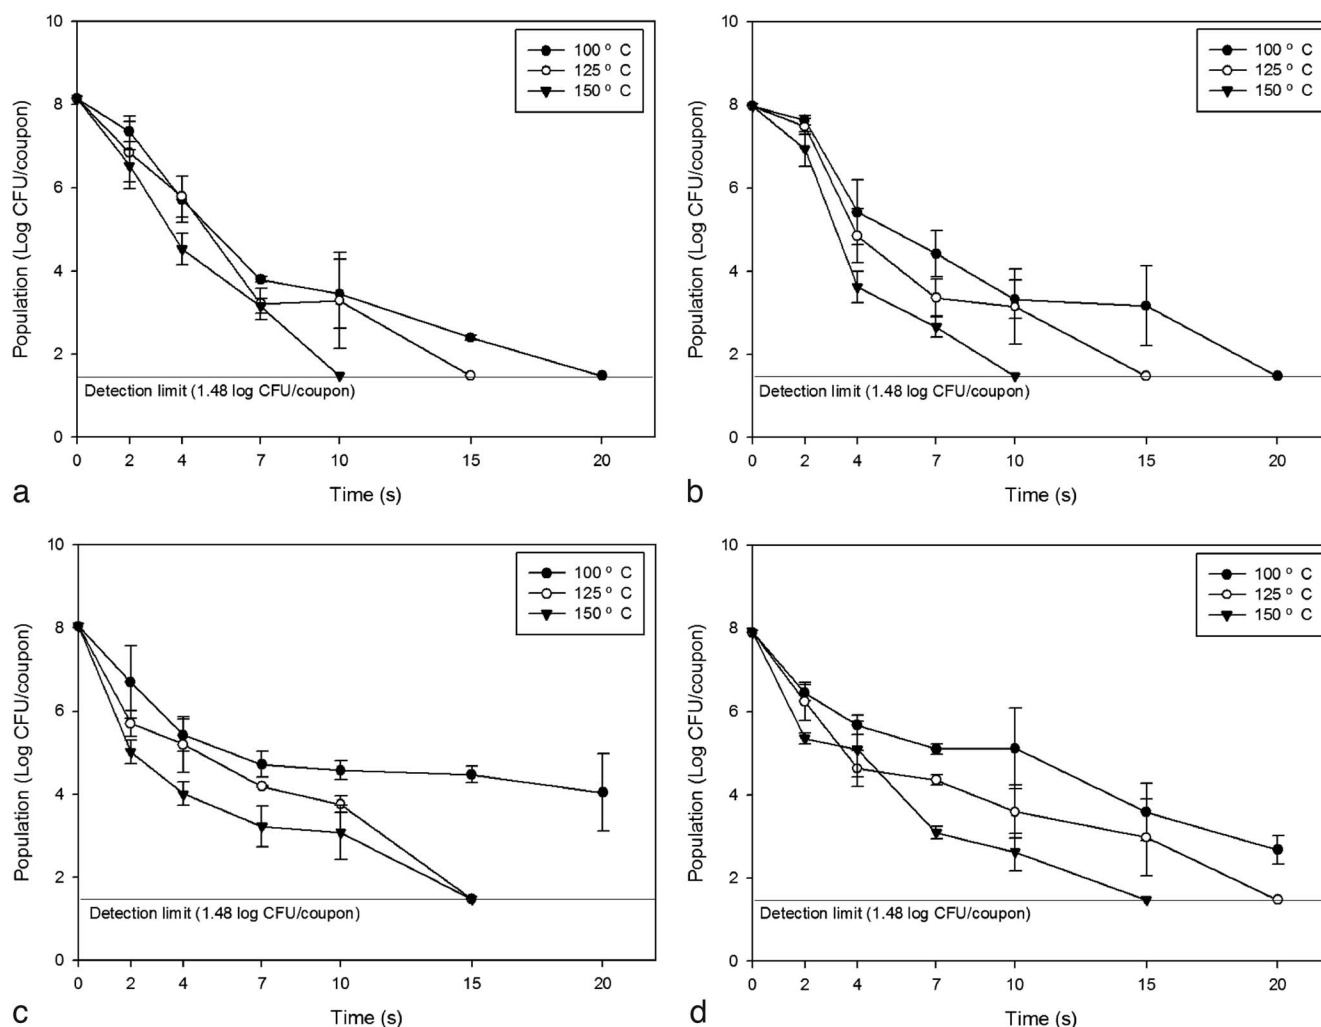 10
8
6
4
2
0
Population (Log CFU/coupon)
100 º C
125 º C
150 º C
Detection limit (1.48 log CFU/coupon)
0 2 4 7 10 15 20
Time (s)
a
10
8
6
4
2
0
Population (Log CFU/coupon)
100 º C
125 º C
150 º C
Detection limit (1.48 log CFU/coupon)
0 2 4 7 10 15 20
Time (s)
b
10
8
6
4
2
0
Population (Log CFU/coupon)
100 º C
125 º C
150 º C
Detection limit (1.48 log CFU/coupon)
0 2 4 7 10 15 20
Time (s)
c
10
8
6
4
2
0
Population (Log CFU/coupon)
100 º C
125 º C
150 º C
Detection limit (1.48 log CFU/coupon)
0 2 4 7 10 15 20
Time (s)
d